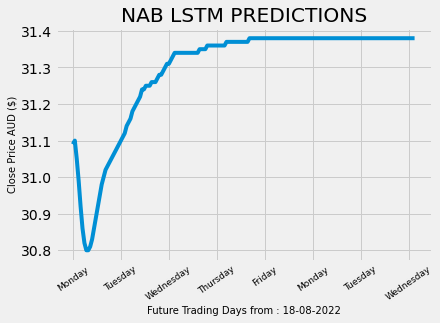 NAB LSTM PREDICTIONS
Close Price AUD ($)
31.4
31.3
31.2
31.1
31.0
30.9
30.8
Monday
Tuesday
Wednesday
Thursday
Friday
Monday
Tuesday
Wednesday
Future Trading Days from : 18-08-2022